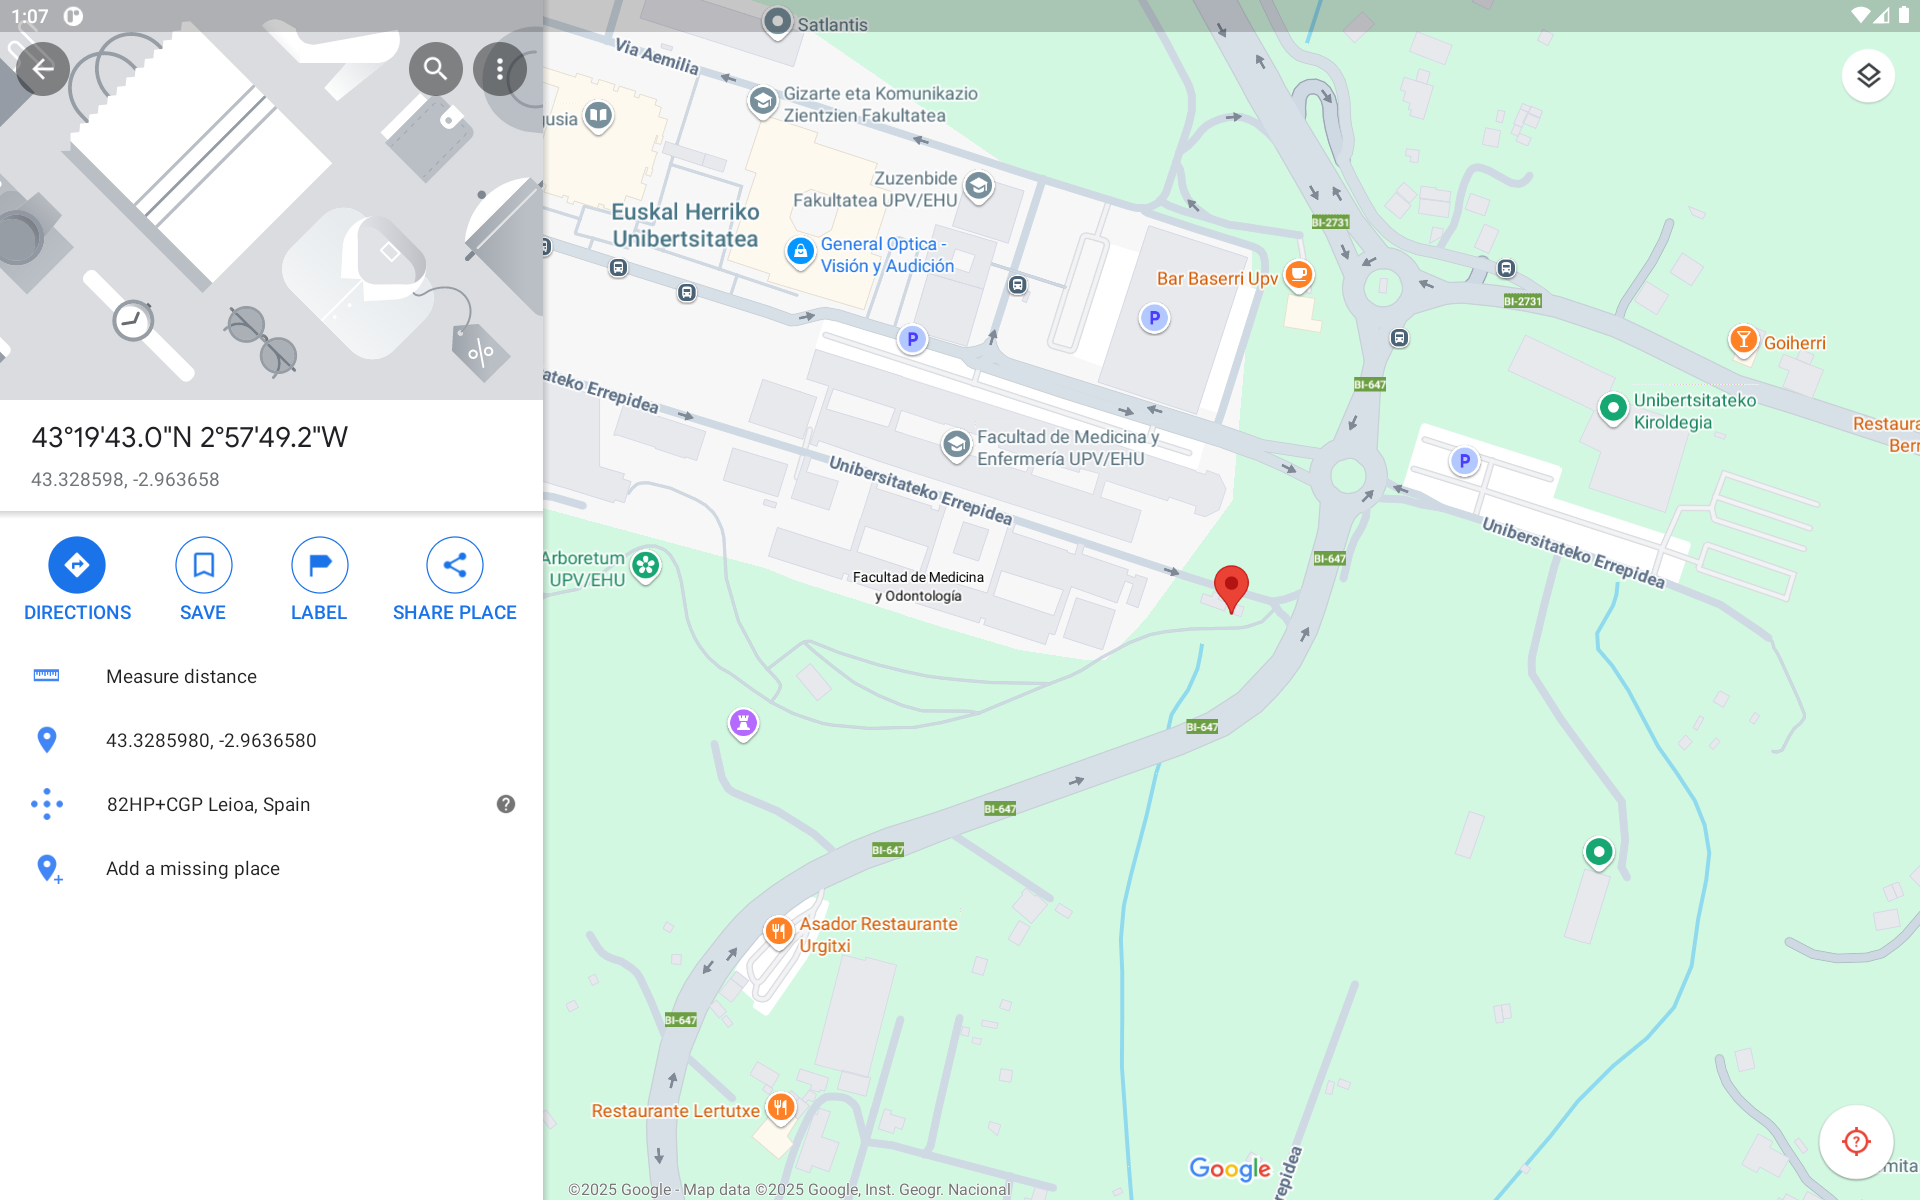 1:07
43°19'43.0"N 2°57'49.2"W
43.328598, -2.963658
DIRECTIONS
SAVE
LABEL
SHARE PLACE
Measure distance
43.3285980, -2.9636580
82HP+CGP Leioa, Spain
Add a missing place
Satlantis
Via Aemilia
Gizarte eta Komunikazio
Zientzien Fakultatea
gusia
Zuzenbide
Fakultatea UPV/EHU
Euskal Herriko
Unibertsitatea
General Optica -
Visión y Audición
Bar Baserri Upv
BI-2731
BI-2731
P
P
Goiherri
BI-647
Unibertsitateko
Kiroldegia
Restaura
Berr
tateko Errepidea
Facultad de Medicina y
Enfermería UPV/EHU
Unibersitateko Errepidea
P
Unibersitateko Errepidea
BI-647
Arboretum
UPV/EHU
Facultad de Medicina
y Odontología
BI-647
BI-647
BI-647
Asador Restaurante
Urgitxi
BI-647
Restaurante Lertutxe
Google
rrepidea
mita
©2025 Google - Map data ©2025 Google, Inst. Geogr. Nacional